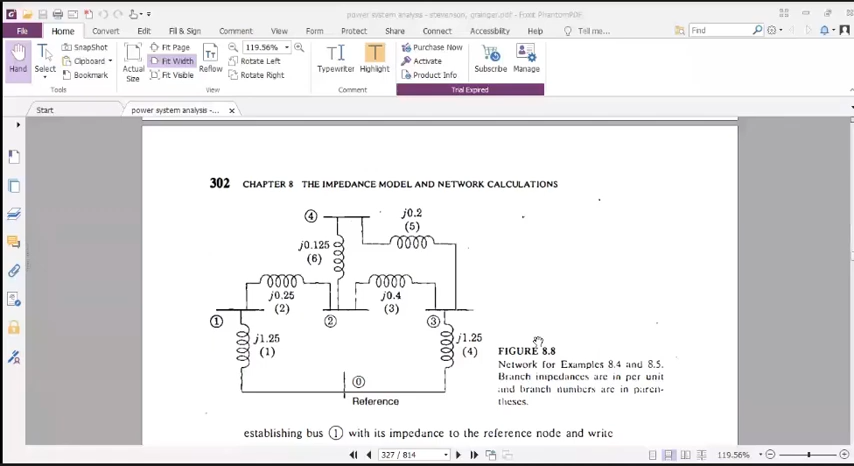 power system analysis - stevenson, grainger.pdf - Foxit PhantomPDF
File Home Convert Edit Fill & Sign Comment View Form Protect Share Connect Accessibility Help Tell me... Find
Hand
Select
SnapShot
Clipboard
Bookmark
Tools
Actual Size
Fit Page
Fit Width
Fit Visible
Reflow
119.56%
Rotate Left
Rotate Right
View
Typewriter
Highlight
Comment
Purchase Now
Activate
Product Info
Subscribe
Manage
Trial Expired
Start
power system analysis -...
302 CHAPTER 8 THE IMPEDANCE MODEL AND NETWORK CALCULATIONS
④
j0.2
(5)
j0.125
(6)
j0.25
(2)
j0.4
(3)
①
②
③
j1.25
(1)
j1.25
(4)
⓪
Reference
FIGURE 8.8
Network for Examples 8.4 and 8.5.
Branch impedances are in per unit
and branch numbers are in paren-
theses.
establishing bus ① with its impedance to the reference node and write
327 / 814
119.56%